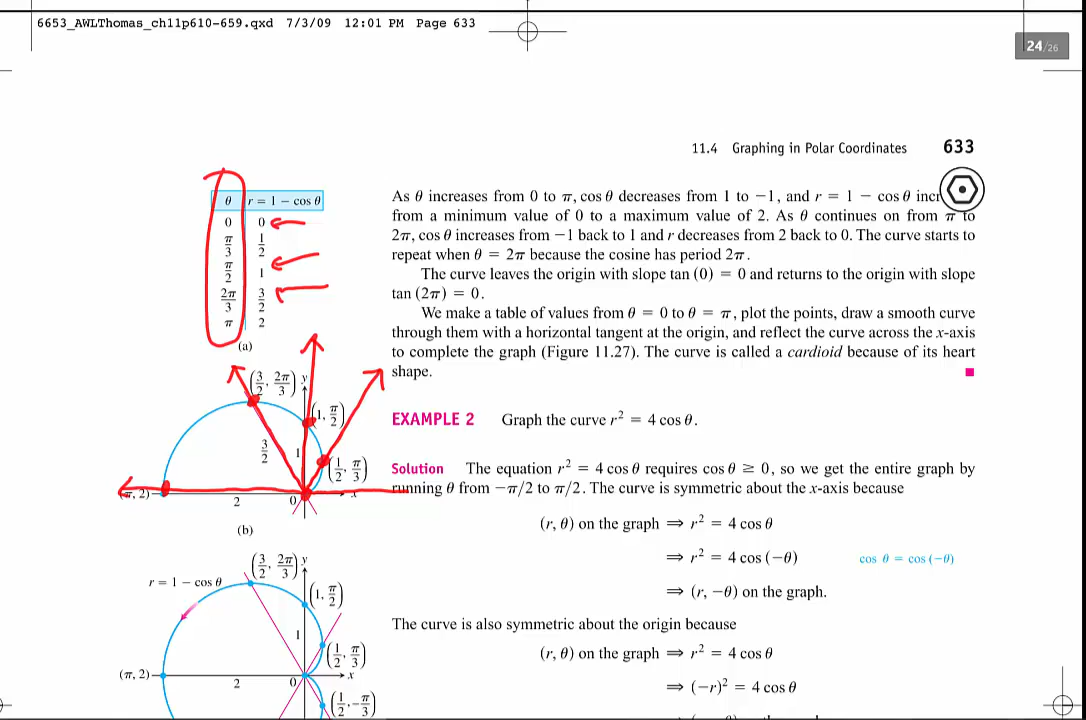 6653_AWLThomas_ch11p610-659.qxd 7/3/09 12:01 PM Page 633
24/26
11.4 Graphing in Polar Coordinates 633
θ r = 1 − cos θ
0 0
π/3 1/2
π/2 1
2π/3 3/2
π 2
(a)
(3/2, 2π/3) y
(1, π/2)
3/2
1
(1/2, π/3)
, 2)
2 0 x
(b)
(3/2, 2π/3) y
r = 1 − cos θ
(1, π/2)
1
(1/2, π/3)
(π, 2)
2 0 x
(1/2, −π/3)
As θ increases from 0 to π, cos θ decreases from 1 to −1, and r = 1 − cos θ incr
from a minimum value of 0 to a maximum value of 2. As θ continues on from π to
2π, cos θ increases from −1 back to 1 and r decreases from 2 back to 0. The curve starts to
repeat when θ = 2π because the cosine has period 2π.
The curve leaves the origin with slope tan (0) = 0 and returns to the origin with slope
tan (2π) = 0.
We make a table of values from θ = 0 to θ = π, plot the points, draw a smooth curve
through them with a horizontal tangent at the origin, and reflect the curve across the x-axis
to complete the graph (Figure 11.27). The curve is called a cardioid because of its heart
shape.
EXAMPLE 2 Graph the curve r² = 4 cos θ.
Solution The equation r² = 4 cos θ requires cos θ ≥ 0, so we get the entire graph by
running θ from −π/2 to π/2. The curve is symmetric about the x-axis because
(r, θ) on the graph ⇒ r² = 4 cos θ
⇒ r² = 4 cos (−θ) cos θ = cos (−θ)
⇒ (r, −θ) on the graph.
The curve is also symmetric about the origin because
(r, θ) on the graph ⇒ r² = 4 cos θ
⇒ (−r)² = 4 cos θ